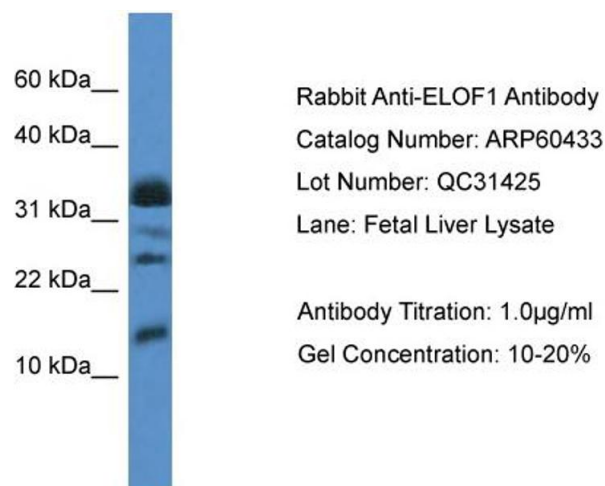 60 kDa
40 kDa
31 kDa
22 kDa
10 kDa
Rabbit Anti-ELOF1 Antibody
Catalog Number: ARP60433
Lot Number: QC31425
Lane: Fetal Liver Lysate
Antibody Titration: 1.0µg/ml
Gel Concentration: 10-20%